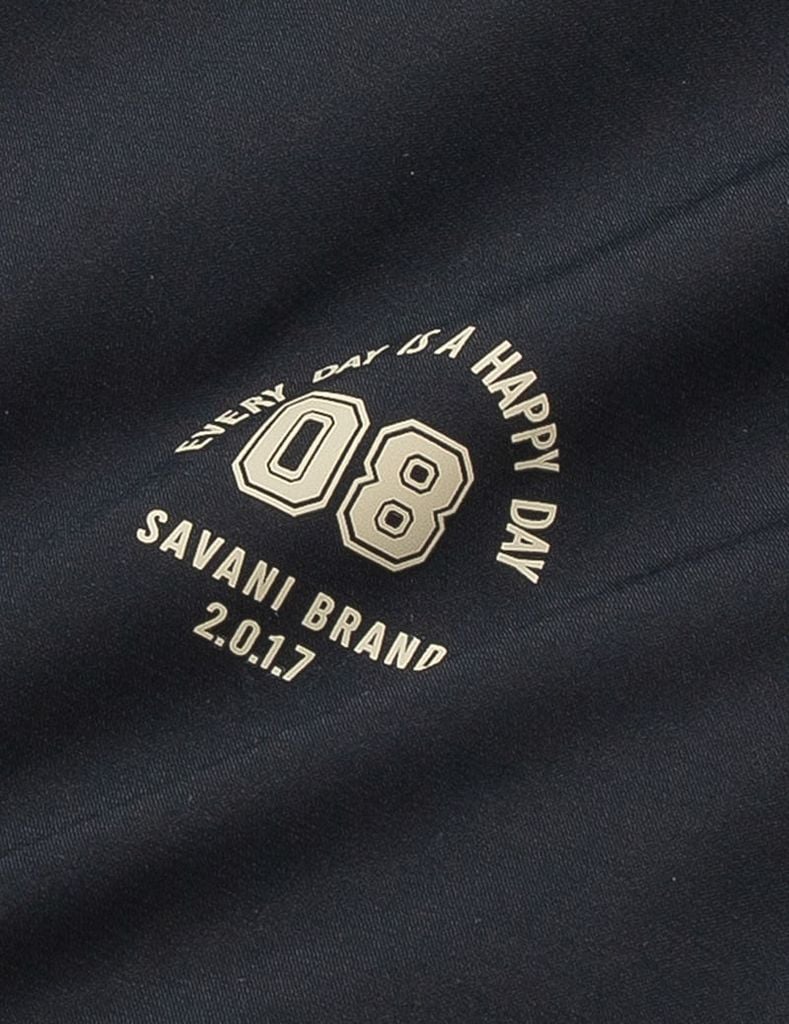 EVERY DAY IS A HAPPY DAY
08
SAVANI BRAND
2.0.1.7